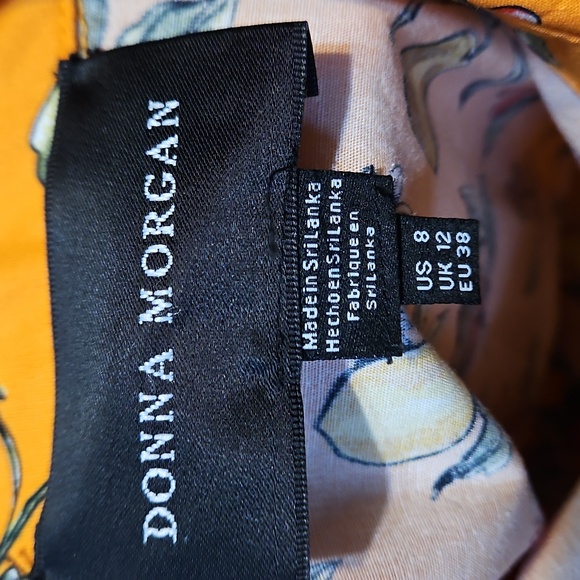 DONNA MORGAN
Made in Sri Lanka
Hecho en Sri Lanka
Fabrique en
Sri Lanka
US 8
UK 12
EU 38